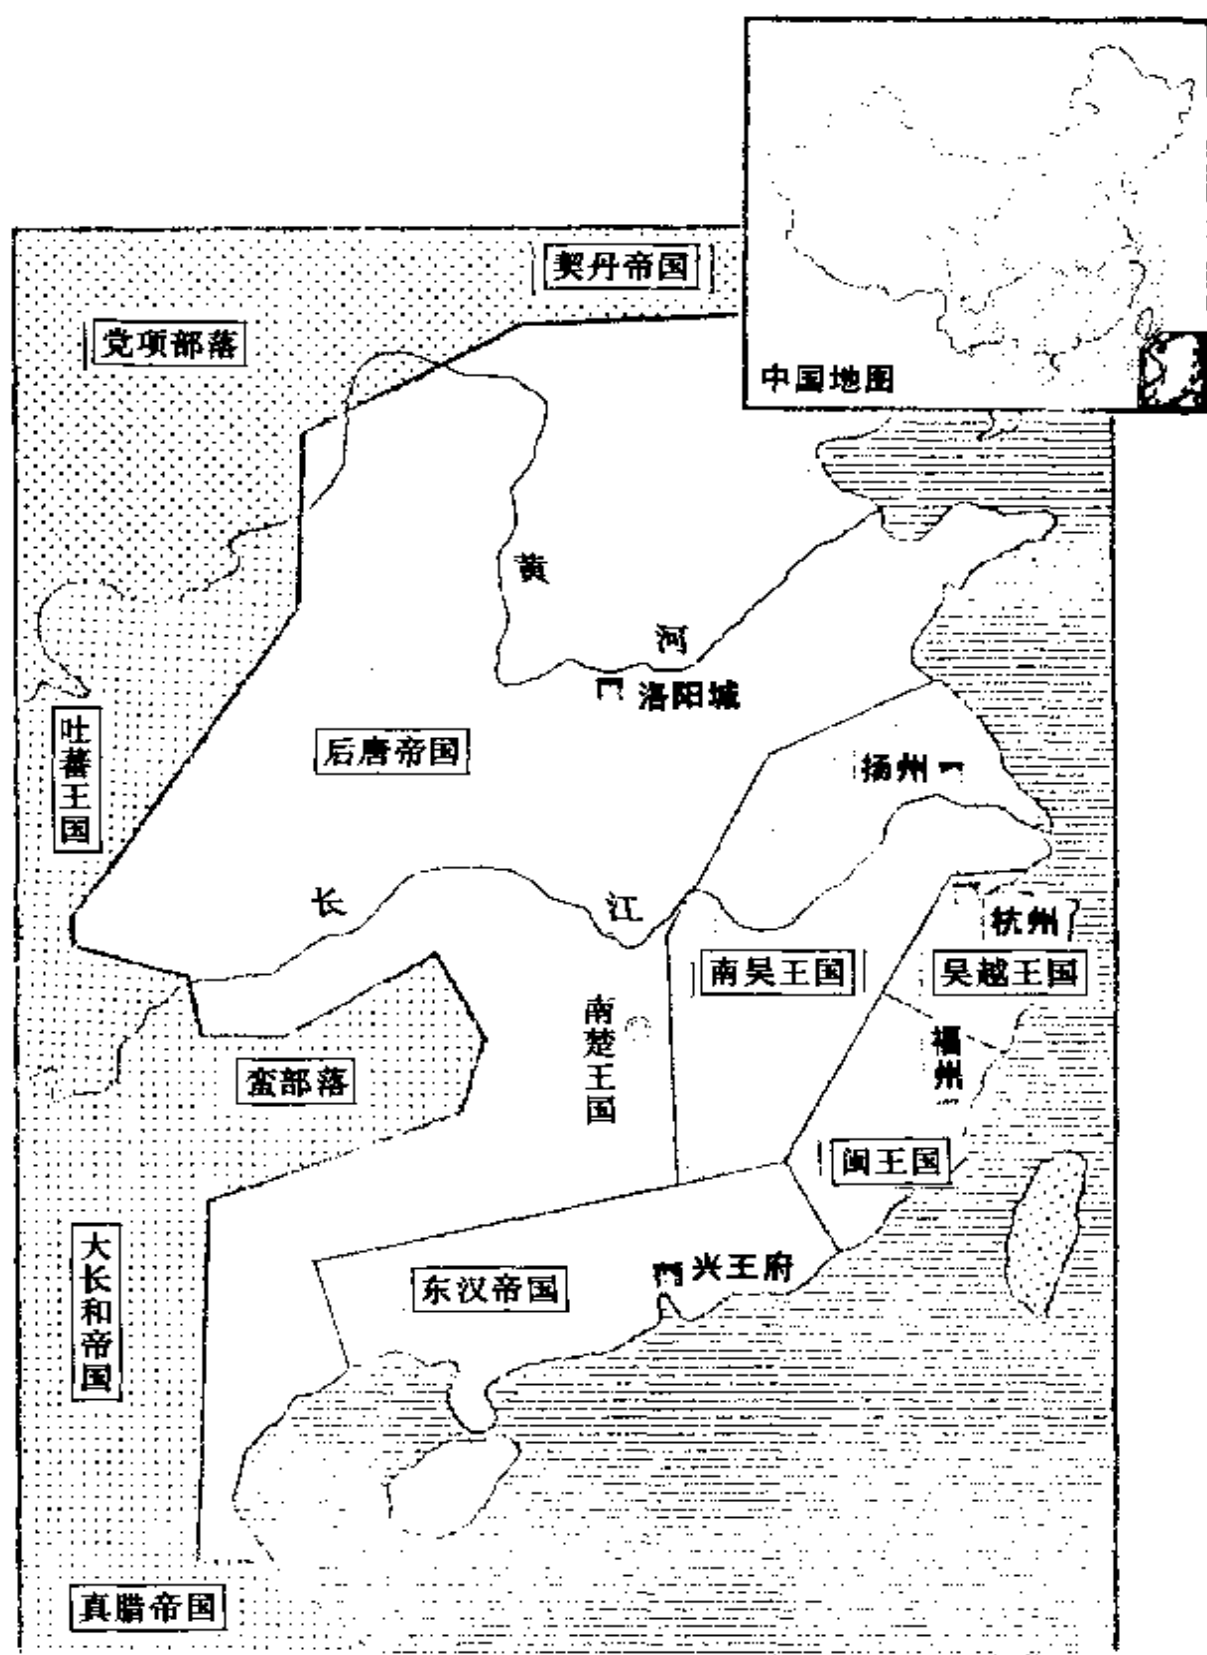 中国地图
契丹帝国
党项部落
黄
河
洛阳城
吐蕃王国
后唐帝国
扬州
长
江
杭州
南吴王国
吴越王国
南楚王国
福州
蛮部落
闽王国
大长和帝国
兴王府
东汉帝国
真腊帝国